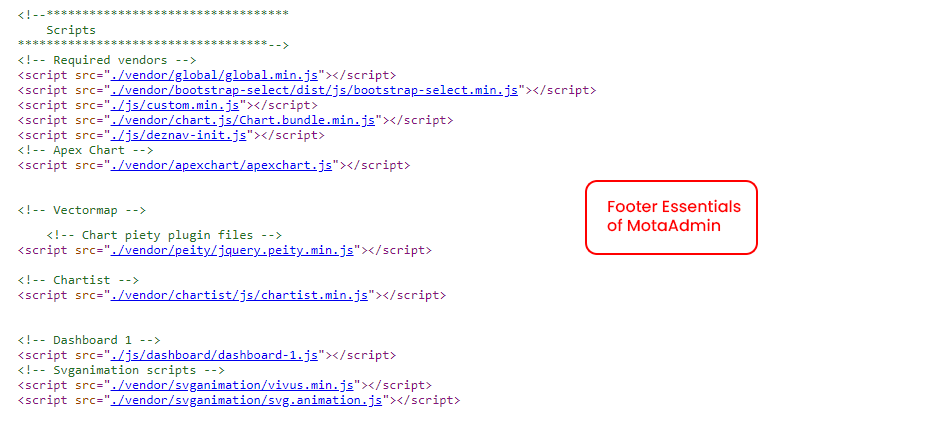 <!--*********************************
Scripts
***********************************-->
<!-- Required vendors -->
<script src="./vendor/global/global.min.js"></script>
<script src="./vendor/bootstrap-select/dist/js/bootstrap-select.min.js"></script>
<script src="./js/custom.min.js"></script>
<script src="./vendor/chart.js/Chart.bundle.min.js"></script>
<script src="./js/deznav-init.js"></script>
<!-- Apex Chart -->
<script src="./vendor/apexchart/apexchart.js"></script>
<!-- Vectormap -->
<!-- Chart piety plugin files -->
<script src="./vendor/peity/jquery.peity.min.js"></script>
<!-- Chartist -->
<script src="./vendor/chartist/js/chartist.min.js"></script>
<!-- Dashboard 1 -->
<script src="./js/dashboard/dashboard-1.js"></script>
<!-- Svganimation scripts -->
<script src="./vendor/svganimation/vivus.min.js"></script>
<script src="./vendor/svganimation/svg.animation.js"></script>
Footer Essentials
of MotaAdmin